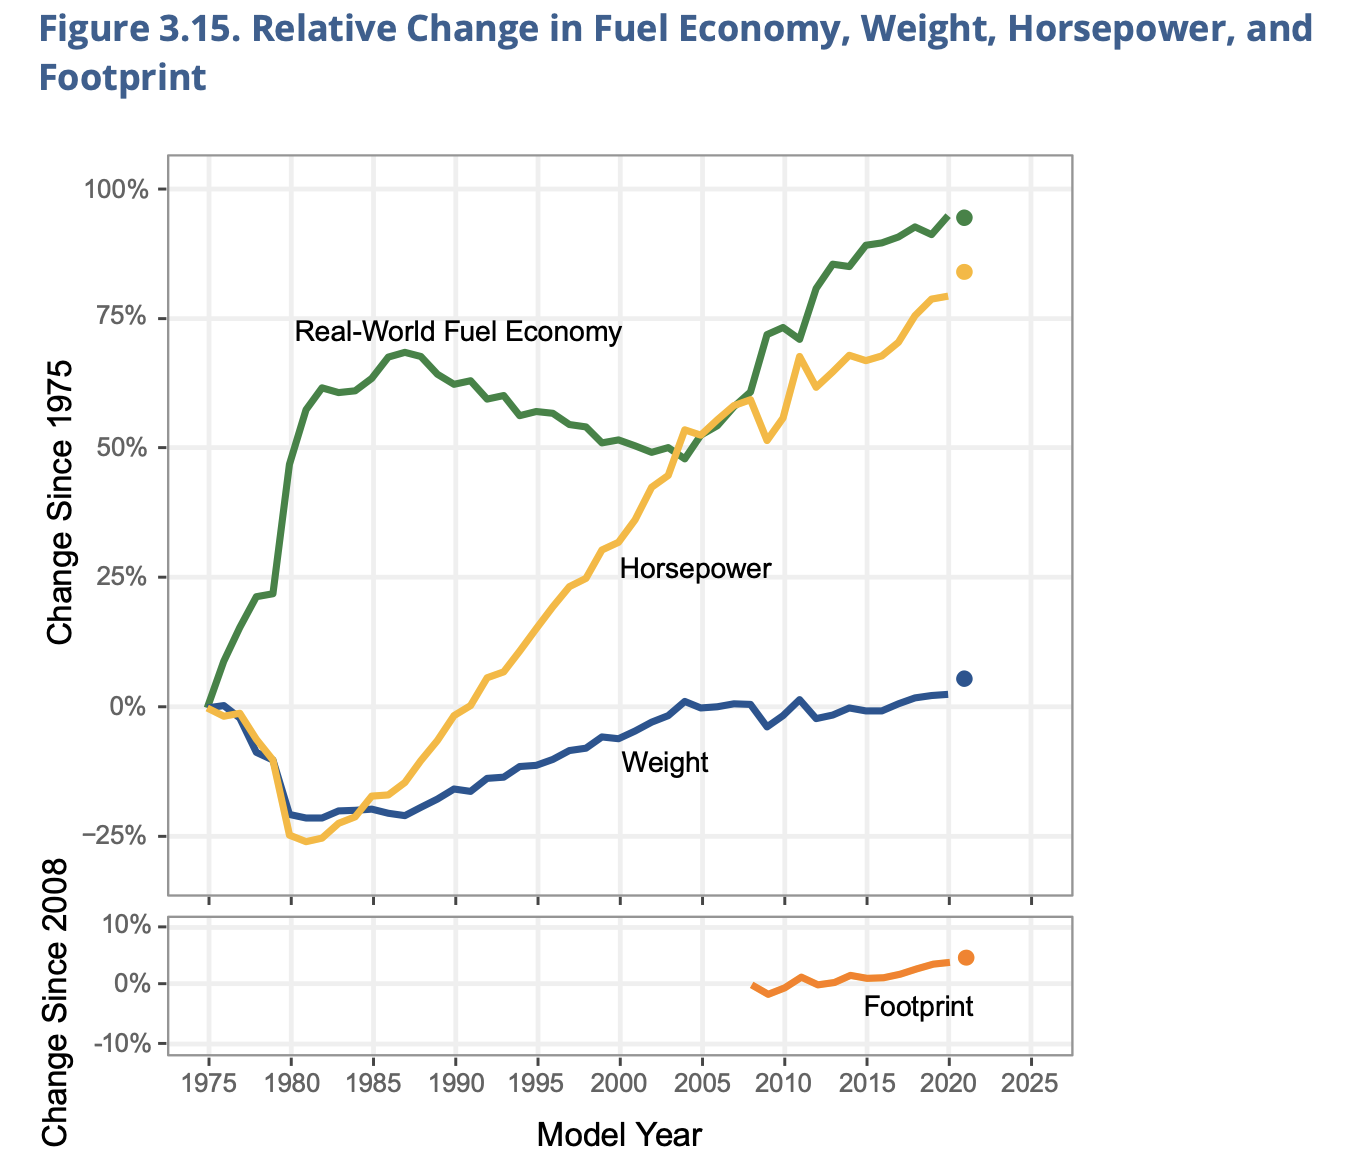 Figure 3.15. Relative Change in Fuel Economy, Weight, Horsepower, and
Footprint
Change Since 1975
100%
75%
50%
25%
0%
−25%
Real-World Fuel Economy
Horsepower
Weight
Change Since 2008
10%
0%
-10%
Footprint
1975 1980 1985 1990 1995 2000 2005 2010 2015 2020 2025
Model Year